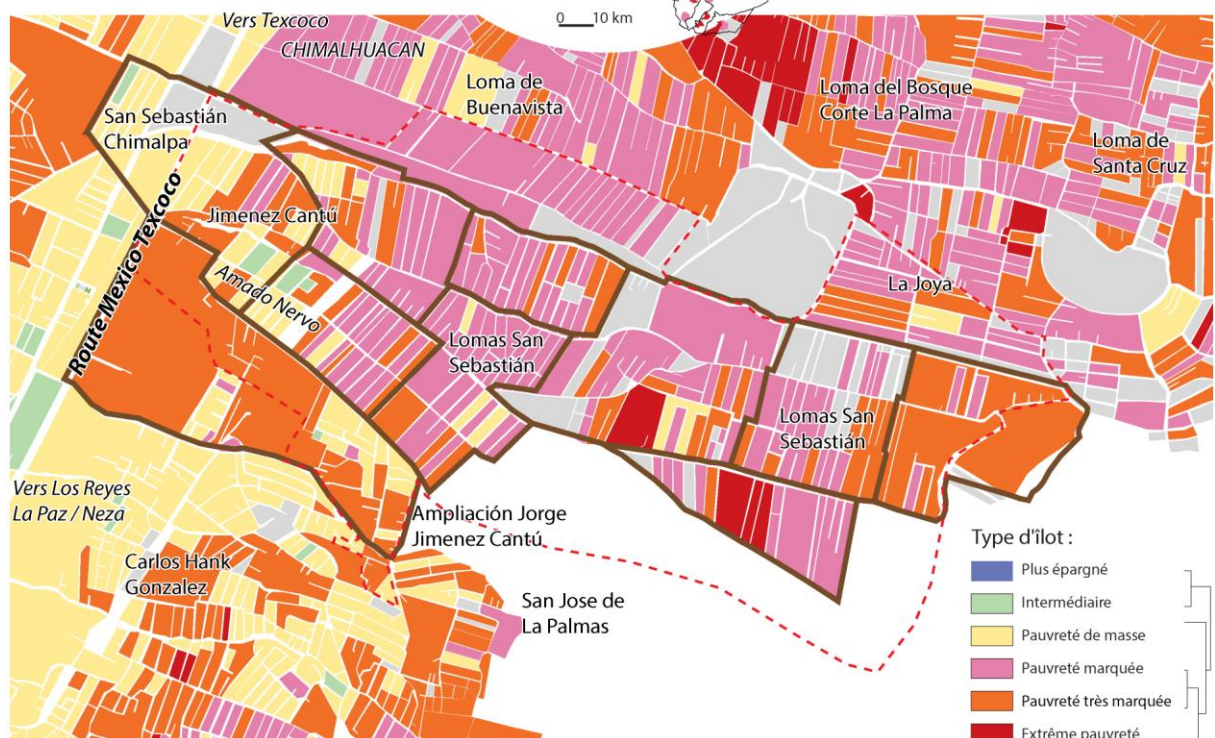 0 10 km
Vers Texcoco
CHIMALHUACAN
Loma de
Buenavista
Loma del Bosque
Corte La Palma
San Sebastián
Chimalpa
Loma de
Santa Cruz
Jimenez Cantú
Route Mexico Texcoco
Amado Nervo
La Joya
Lomas San
Sebastián
Lomas San
Sebastián
Vers Los Reyes
La Paz / Neza
Ampliación Jorge
Jimenez Cantú
Carlos Hank
Gonzalez
San Jose de
La Palmas
Type d'îlot :
Plus épargné
Intermédiaire
Pauvreté de masse
Pauvreté marquée
Pauvreté très marquée
Extrême pauvreté